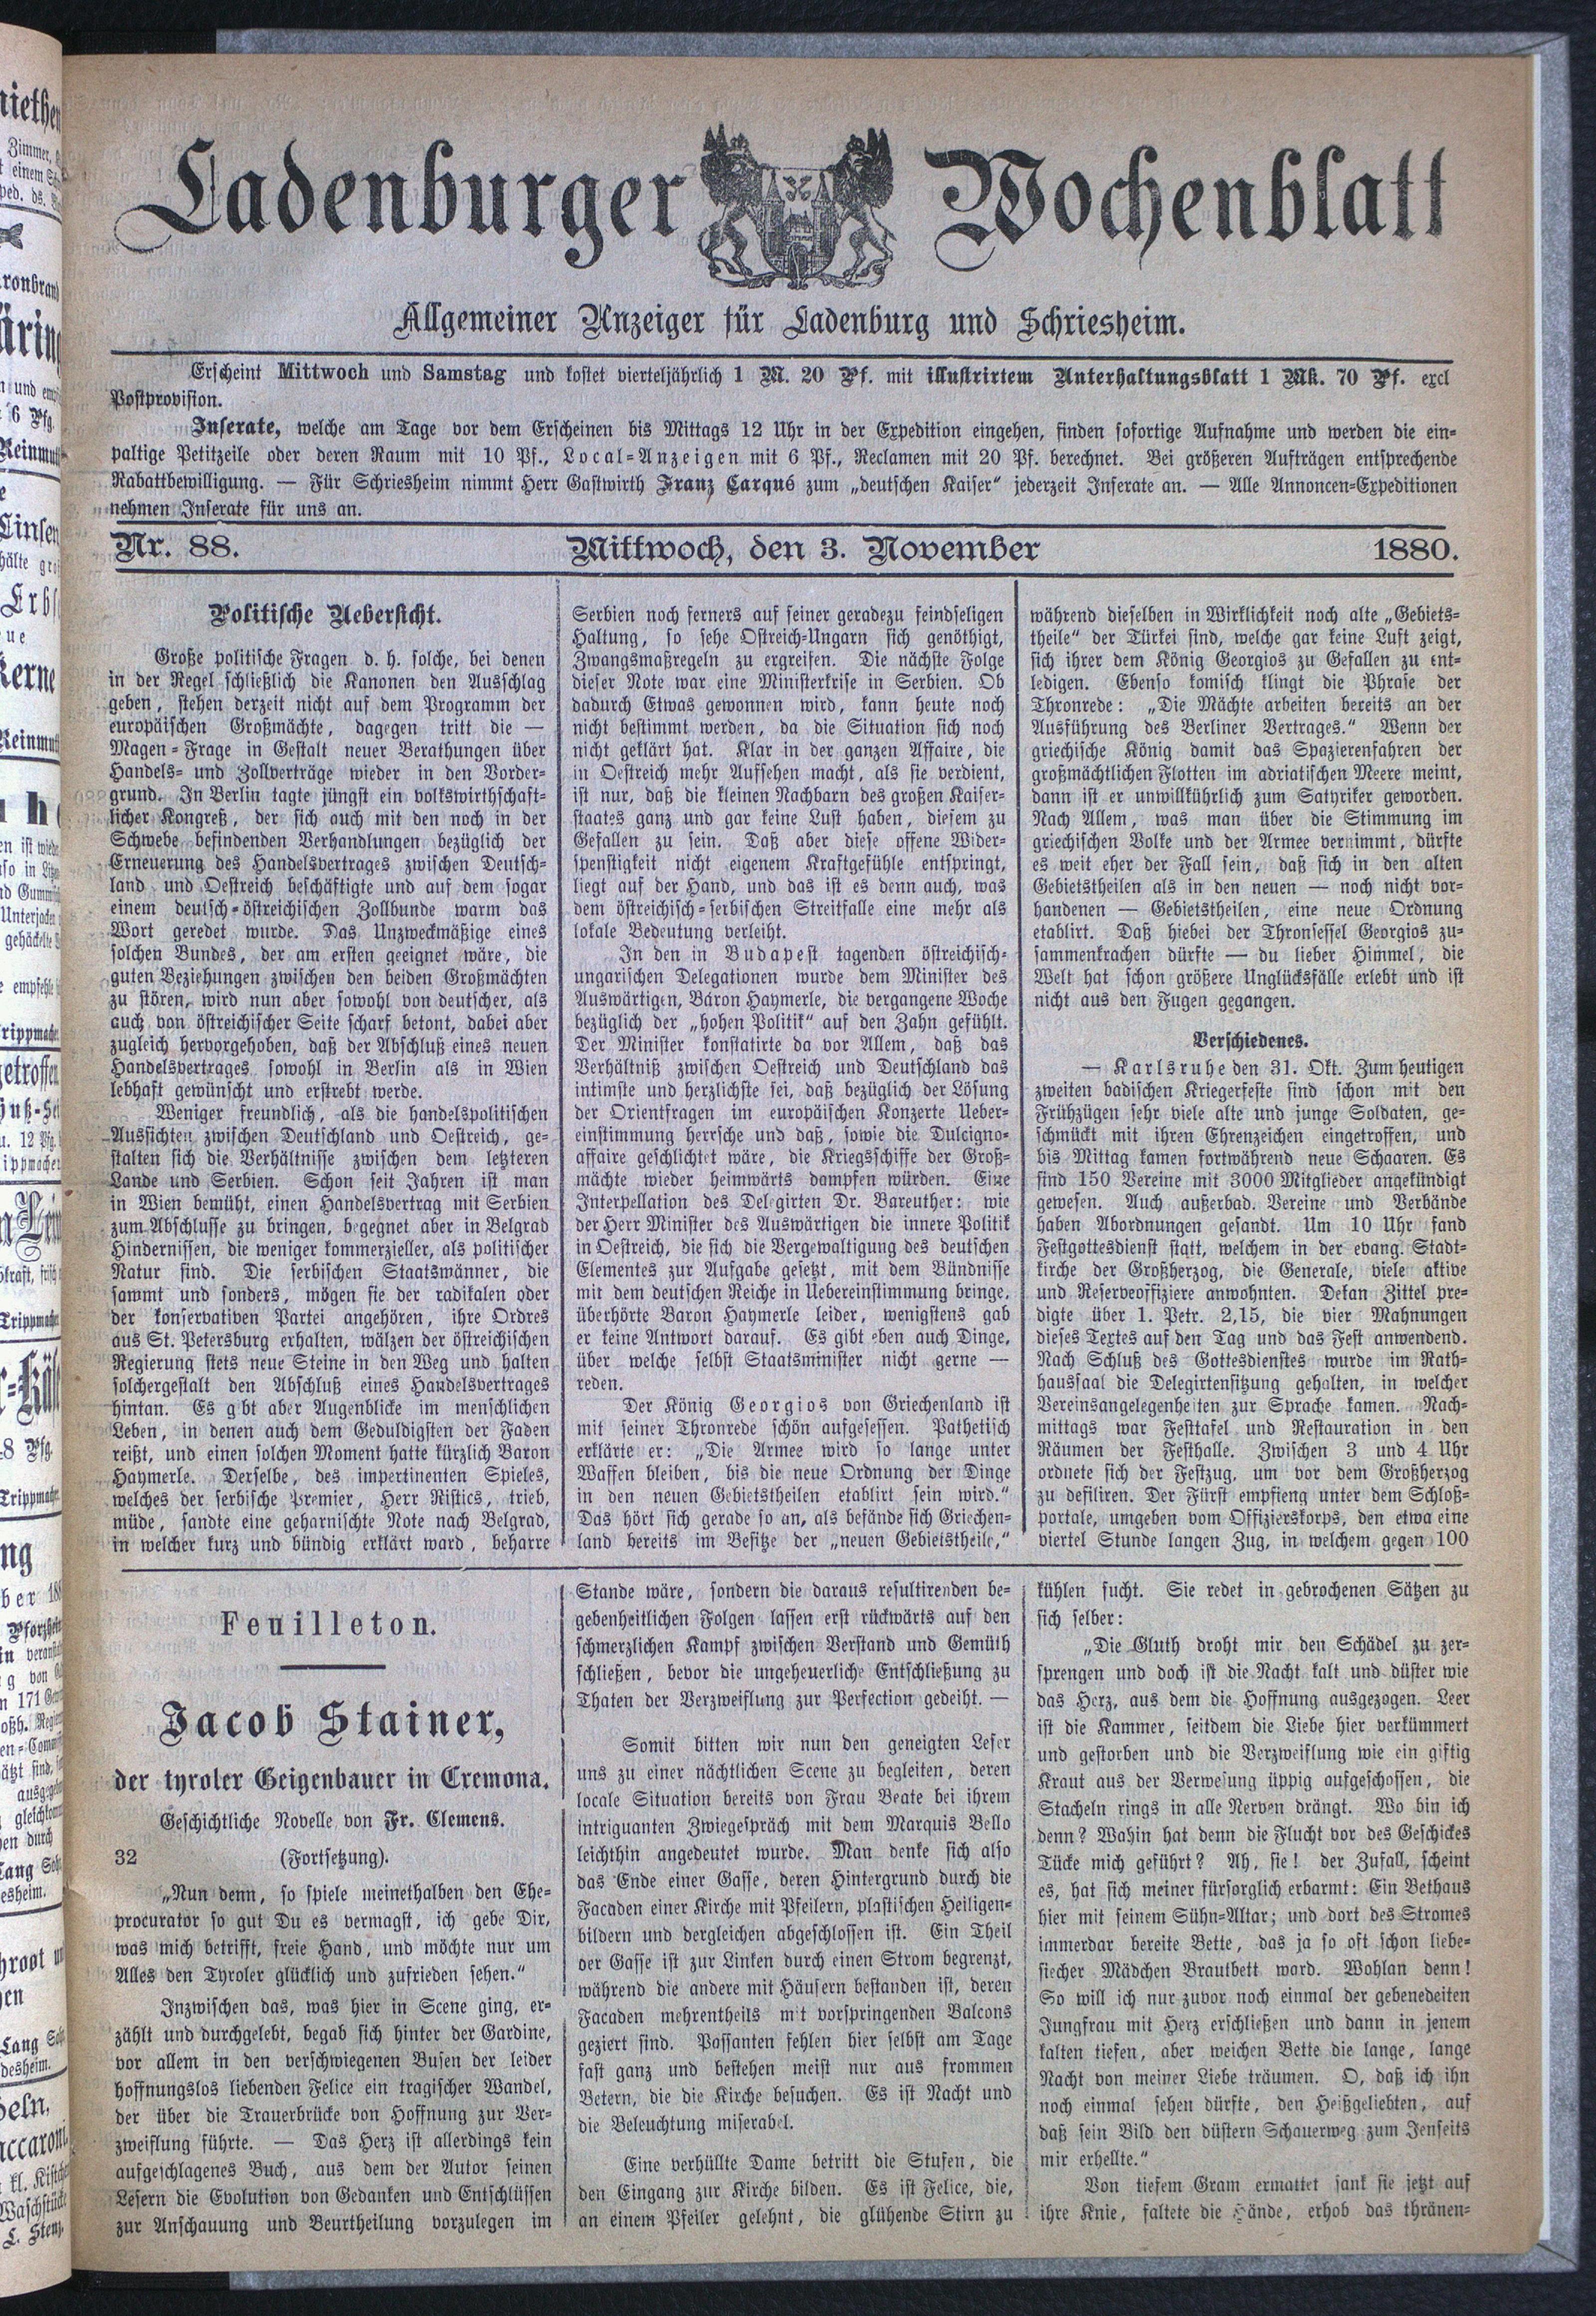 Ladenburger Wochenblatt
Allgemeiner Anzeiger für Ladenburg und Schriesheim.
Erscheint Mittwoch und Samstag und kostet vierteljährlich 1 M. 20 Pf. mit illustrirtem Unterhaltungsblatt 1 Mk. 70 Pf. excl
Postprovision.
Inserate, welche am Tage vor dem Erscheinen bis Mittags 12 Uhr in der Expedition eingehen, finden sofortige Aufnahme und werden die ein-
paltige Petitzeile oder deren Raum mit 10 Pf., Local-Anzeigen mit 6 Pf., Reclamen mit 20 Pf. berechnet. Bei größeren Aufträgen entsprechende
Rabattbewilligung. — Für Schriesheim nimmt Herr Gastwirth Franz Carqué zum „deutschen Kaiser“ jederzeit Inserate an. — Alle Annoncen-Expeditionen
nehmen Inserate für uns an.
Nr. 88. Mittwoch, den 3. November 1880.
Politische Uebersicht.
Große politische Fragen d. h. solche, bei denen
in der Regel schließlich die Kanonen den Ausschlag
geben, stehen derzeit nicht auf dem Programm der
europäischen Großmächte, dagegen tritt die —
Magen-Frage in Gestalt neuer Berathungen über
Handels- und Zollverträge wieder in den Vorder-
grund. In Berlin tagte jüngst ein volkswirthschaft-
licher Kongreß, der sich auch mit den noch in der
Schwebe befindenden Verhandlungen bezüglich der
Erneuerung des Handelsvertrages zwischen Deutsch-
land und Oestreich beschäftigte und auf dem sogar
einem deutsch-östreichischen Zollbunde warm das
Wort geredet wurde. Das Unzweckmäßige eines
solchen Bundes, der am ersten geeignet wäre, die
guten Beziehungen zwischen den beiden Großmächten
zu stören, wird nun aber sowohl von deutscher, als
auch von östreichischer Seite scharf betont, dabei aber
zugleich hervorgehoben, daß der Abschluß eines neuen
Handelsvertrages sowohl in Berlin als in Wien
lebhaft gewünscht und erstrebt werde.
Weniger freundlich, als die handelspolitischen
Aussichten zwischen Deutschland und Oestreich, ge-
stalten sich die Verhältnisse zwischen dem letzteren
Lande und Serbien. Schon seit Jahren ist man
in Wien bemüht, einen Handelsvertrag mit Serbien
zum Abschlusse zu bringen, begegnet aber in Belgrad
Hindernissen, die weniger kommerzieller, als politischer
Natur sind. Die serbischen Staatsmänner, die
sammt und sonders, mögen sie der radikalen oder
der konservativen Partei angehören, ihre Ordres
aus St. Petersburg erhalten, wälzen der östreichischen
Regierung stets neue Steine in den Weg und halten
solchergestalt den Abschluß eines Handelsvertrages
hintan. Es gibt aber Augenblicke im menschlichen
Leben, in denen auch dem Geduldigsten der Faden
reißt, und einen solchen Moment hatte kürzlich Baron
Haymerle. Derselbe, des impertinenten Spieles,
welches der serbische Premier, Herr Ristics, trieb,
müde, sandte eine geharnischte Note nach Belgrad,
in welcher kurz und bündig erklärt ward, beharre
Serbien noch ferners auf seiner geradezu feindseligen
Haltung, so sehe Ostreich-Ungarn sich genöthigt,
Zwangsmaßregeln zu ergreifen. Die nächste Folge
dieser Note war eine Ministerkrise in Serbien. Ob
dadurch Etwas gewonnen wird, kann heute noch
nicht bestimmt werden, da die Situation sich noch
nicht geklärt hat. Klar in der ganzen Affaire, die
in Oestreich mehr Aufsehen macht, als sie verdient,
ist nur, daß die kleinen Nachbarn des großen Kaiser-
staates ganz und gar keine Lust haben, diesem zu
Gefallen zu sein. Daß aber diese offene Wider-
spenstigkeit nicht eigenem Kraftgefühle entspringt,
liegt auf der Hand, und das ist es denn auch, was
dem östreichisch-serbischen Streitfalle eine mehr als
lokale Bedeutung verleiht.
In den in Budapest tagenden östreichisch-
ungarischen Delegationen wurde dem Minister des
Auswärtigen, Baron Haymerle, die vergangene Woche
bezüglich der „hohen Politik“ auf den Zahn gefühlt.
Der Minister konstatirte da vor Allem, daß das
Verhältniß zwischen Oestreich und Deutschland das
intimste und herzlichste sei, daß bezüglich der Lösung
der Orientfragen im europäischen Konzerte Ueber-
einstimmung herrsche und daß, sowie die Dulcigno-
affaire geschlichtet wäre, die Kriegsschiffe der Groß-
mächte wieder heimwärts dampfen würden. Eine
Interpellation des Delegirten Dr. Bareuther: wie
der Herr Minister des Auswärtigen die innere Politik
in Oestreich, die sich die Vergewaltigung des deutschen
Elementes zur Aufgabe gesetzt, mit dem Bündnisse
mit dem deutschen Reiche in Uebereinstimmung bringe,
überhörte Baron Haymerle leider, wenigstens gab
er keine Antwort darauf. Es gibt eben auch Dinge,
über welche selbst Staatsminister nicht gerne —
reden.
Der König Georgios von Griechenland ist
mit seiner Thronrede schön aufgesessen. Pathetisch
erklärte er: „Die Armee wird so lange unter
Waffen bleiben, bis die neue Ordnung der Dinge
in den neuen Gebietstheilen etablirt sein wird.“
Das hört sich gerade so an, als befände sich Griechen-
land bereits im Besitze der „neuen Gebietstheile,“
während dieselben in Wirklichkeit noch alte „Gebiets-
theile“ der Türkei sind, welche gar keine Lust zeigt,
sich ihrer dem König Georgios zu Gefallen zu ent-
ledigen. Ebenso komisch klingt die Phrase der
Thronrede: „Die Mächte arbeiten bereits an der
Ausführung des Berliner Vertrages.“ Wenn der
griechische König damit das Spazierenfahren der
großmächtlichen Flotten im adriatischen Meere meint,
dann ist er unwillkührlich zum Satyriker geworden.
Nach Allem, was man über die Stimmung im
griechischen Volke und der Armee vernimmt, dürfte
es weit eher der Fall sein, daß sich in den alten
Gebietstheilen als in den neuen — noch nicht vor-
handenen — Gebietstheilen, eine neue Ordnung
etablirt. Daß hiebei der Thronsessel Georgios zu-
sammenkrachen dürfte — du lieber Himmel, die
Welt hat schon größere Unglücksfälle erlebt und ist
nicht aus den Fugen gegangen.
Verschiedenes.
— Karlsruhe den 31. Okt. Zum heutigen
zweiten badischen Kriegerfeste sind schon mit den
Frühzügen sehr viele alte und junge Soldaten, ge-
schmückt mit ihren Ehrenzeichen eingetroffen, und
bis Mittag kamen fortwährend neue Schaaren. Es
sind 150 Vereine mit 3000 Mitglieder angekündigt
gewesen. Auch außerbad. Vereine und Verbände
haben Abordnungen gesandt. Um 10 Uhr fand
Festgottesdienst statt, welchem in der evang. Stadt-
kirche der Großherzog, die Generale, viele aktive
und Reserveoffiziere anwohnten. Dekan Zittel pre-
digte über 1. Petr. 2,15, die vier Mahnungen
dieses Textes auf den Tag und das Fest anwendend.
Nach Schluß des Gottesdienstes wurde im Rath-
haussaal die Delegirtensitzung gehalten, in welcher
Vereinsangelegenheiten zur Sprache kamen. Nach-
mittags war Festtafel und Restauration in den
Räumen der Festhalle. Zwischen 3 und 4 Uhr
ordnete sich der Festzug, um vor dem Großherzog
zu defiliren. Der Fürst empfieng unter dem Schloß-
portale, umgeben vom Offizierskorps, den etwa eine
viertel Stunde langen Zug, in welchem gegen 100
Feuilleton.
Jacob Stainer,
der tyroler Geigenbauer in Cremona.
Geschichtliche Novelle von Fr. Clemens.
32 (Fortsetzung).
„Nun denn, so spiele meinethalben den Ehe-
procurator so gut Du es vermagst, ich gebe Dir,
was mich betrifft, freie Hand, und möchte nur um
Alles den Tyroler glücklich und zufrieden sehen.“
Inzwischen das, was hier in Scene ging, er-
zählt und durchgelebt, begab sich hinter der Gardine,
vor allem in den verschwiegenen Busen der leider
hoffnungslos liebenden Felice ein tragischer Wandel,
der über die Trauerbrücke von Hoffnung zur Ver-
zweiflung führte. — Das Herz ist allerdings kein
aufgeschlagenes Buch, aus dem der Autor seinen
Lesern die Evolution von Gedanken und Entschlüssen
zur Anschauung und Beurtheilung vorzulegen im
Stande wäre, sondern die daraus resultirenden be-
gebenheitlichen Folgen lassen erst rückwärts auf den
schmerzlichen Kampf zwischen Verstand und Gemüth
schließen, bevor die ungeheuerliche Entschließung zu
Thaten der Verzweiflung zur Perfection gedeiht. —
Somit bitten wir nun den geneigten Leser
uns zu einer nächtlichen Scene zu begleiten, deren
locale Situation bereits von Frau Beate bei ihrem
intriguanten Zwiegespräch mit dem Marquis Bello
leichthin angedeutet wurde. Man denke sich also
das Ende einer Gasse, deren Hintergrund durch die
Facaden einer Kirche mit Pfeilern, plastischen Heiligen-
bildern und dergleichen abgeschlossen ist. Ein Theil
der Gasse ist zur Linken durch einen Strom begrenzt,
während die andere mit Häusern bestanden ist, deren
Facaden mehrentheils mit vorspringenden Balcons
geziert sind. Passanten fehlen hier selbst am Tage
fast ganz und bestehen meist nur aus frommen
Betern, die die Kirche besuchen. Es ist Nacht und
die Beleuchtung miserabel.
Eine verhüllte Dame betritt die Stufen, die
den Eingang zur Kirche bilden. Es ist Felice, die,
an einem Pfeiler gelehnt, die glühende Stirn zu
kühlen sucht. Sie redet in gebrochenen Sätzen zu
sich selber:
„Die Gluth droht mir den Schädel zu zer-
sprengen und doch ist die Nacht kalt und düster wie
das Herz, aus dem die Hoffnung ausgezogen. Leer
ist die Kammer, seitdem die Liebe hier verkümmert
und gestorben und die Verzweiflung wie ein giftig
Kraut aus der Verwesung üppig aufgeschossen, die
Stacheln rings in alle Nerven drängt. Wo bin ich
denn? Wohin hat denn die Flucht vor des Geschickes
Tücke mich geführt? Ah, sie! der Zufall, scheint
es, hat sich meiner fürsorglich erbarmt: Ein Bethaus
hier mit seinem Sühn-Altar; und dort des Stromes
immerdar bereite Bette, das ja so oft schon liebe-
siecher Mädchen Brautbett ward. Wohlan denn!
So will ich nur zuvor noch einmal der gebenedeiten
Jungfrau mit Herz erschließen und dann in jenem
kalten tiefen, aber weichen Bette die lange, lange
Nacht von meiner Liebe träumen. O, daß ich ihn
noch einmal sehen dürfte, den Heißgeliebten, auf
daß sein Bild den düstern Schauerweg zum Jenseits
mir erhellte.“
Von tiefem Gram ermattet sank sie jetzt auf
ihre Knie, faltete die Hände, erhob das thränen-